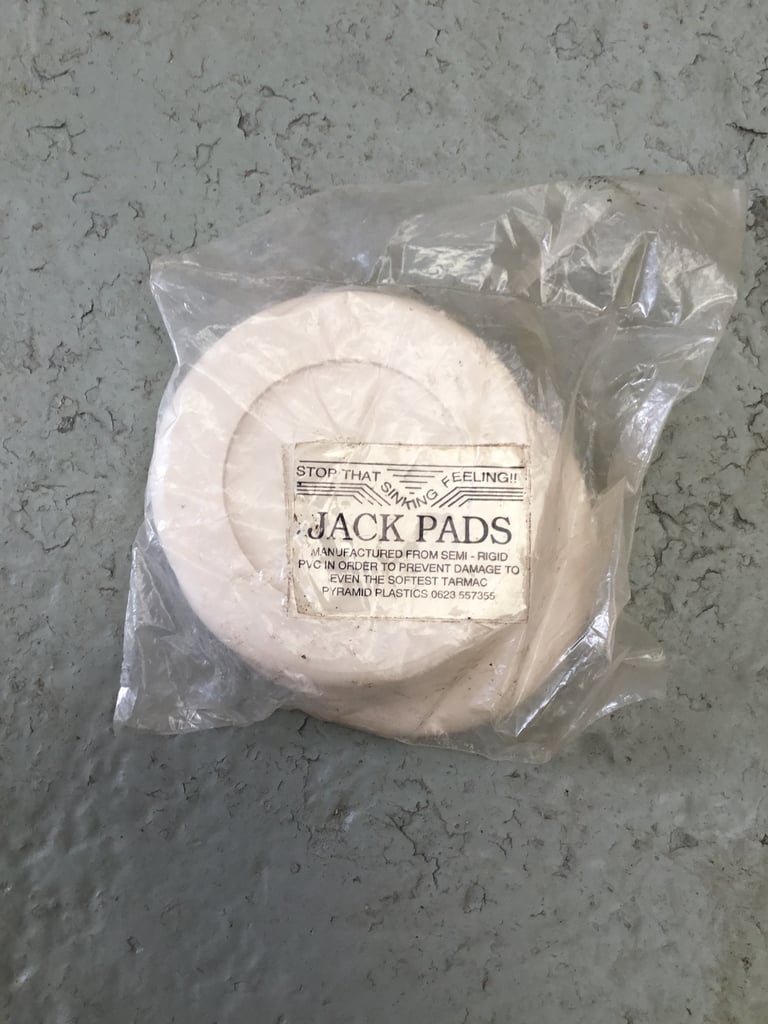 STOP THAT SINKING FEELING!!
JACK PADS
MANUFACTURED FROM SEMI - RIGID
PVC IN ORDER TO PREVENT DAMAGE TO
EVEN THE SOFTEST TARMAC
PYRAMID PLASTICS 0623 557355